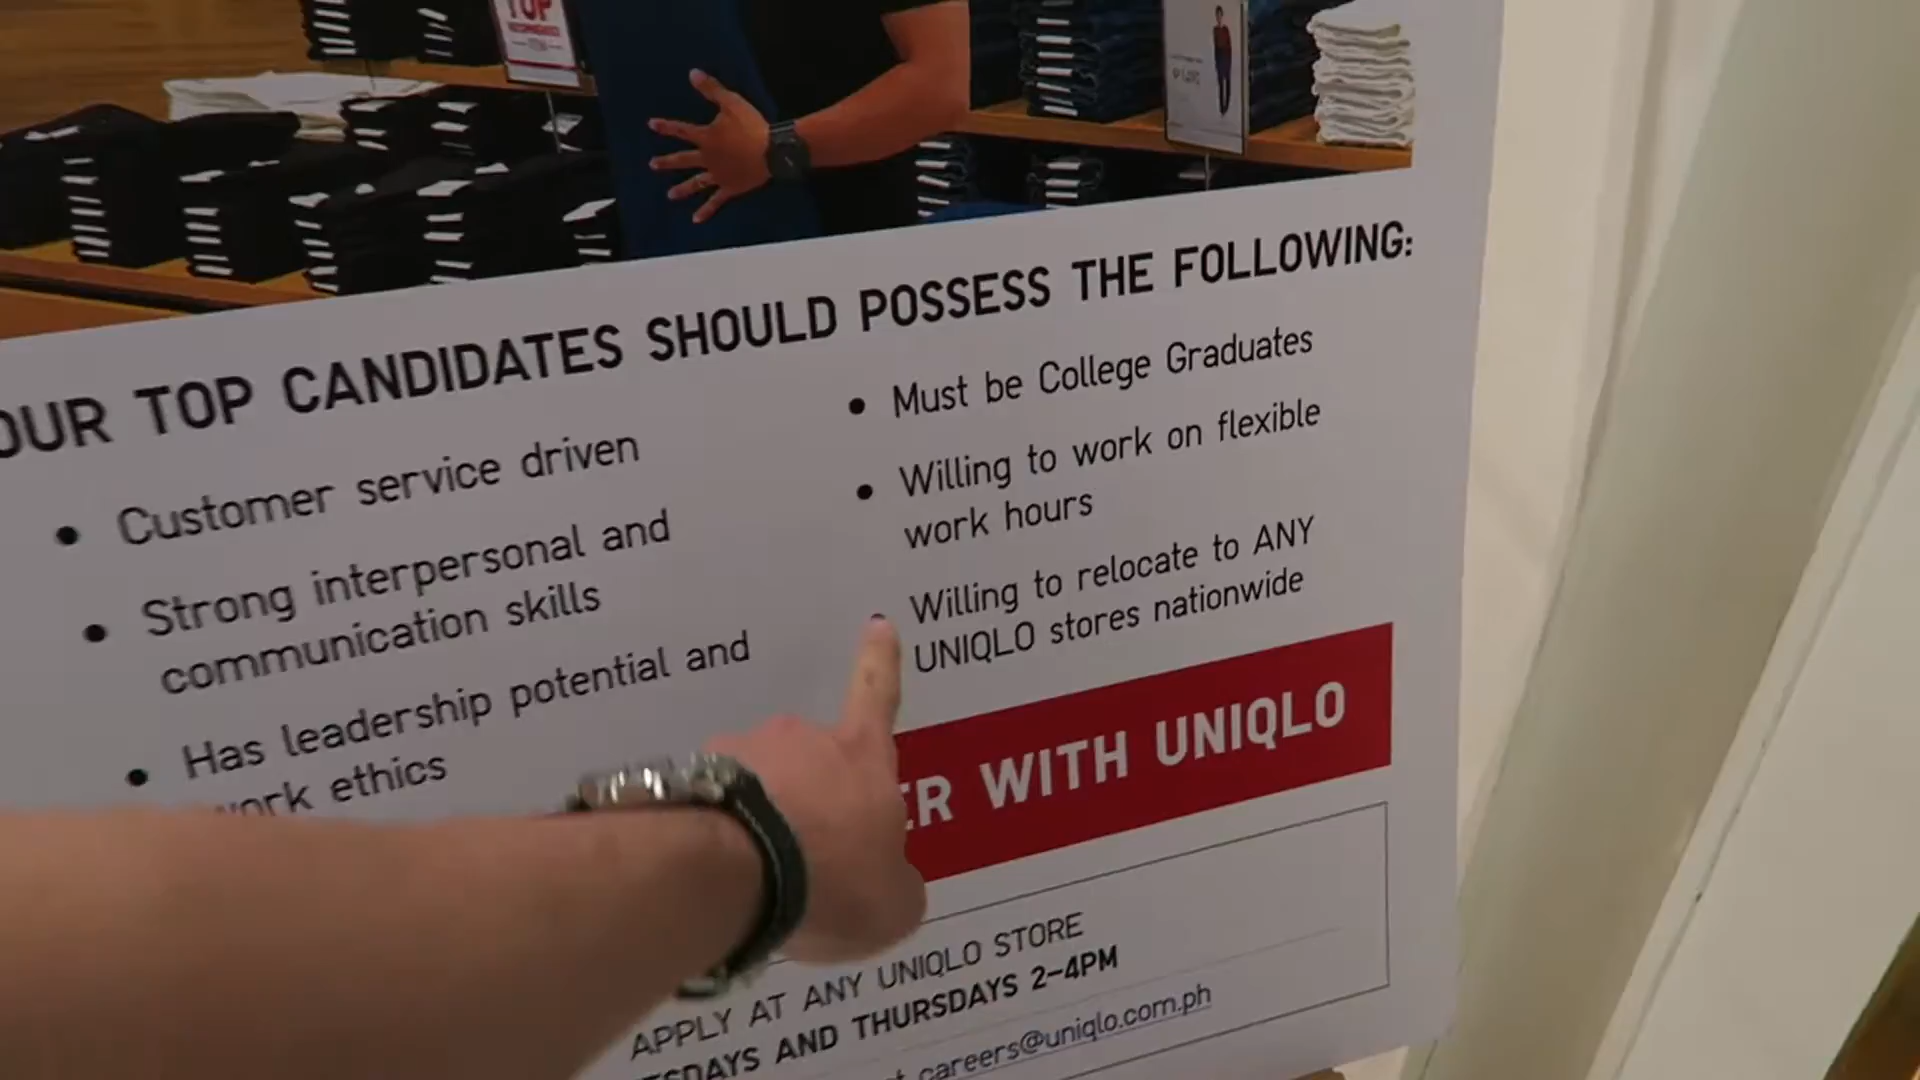 TOP
OUR TOP CANDIDATES SHOULD POSSESS THE FOLLOWING:
• Customer service driven
• Strong interpersonal and
communication skills
• Has leadership potential and
work ethics
• Must be College Graduates
• Willing to work on flexible
work hours
• Willing to relocate to ANY
UNIQLO stores nationwide
WITH UNIQLO
APPLY AT ANY UNIQLO STORE
AND THURSDAYS 2-4PM
careers@uniqlo.com.ph